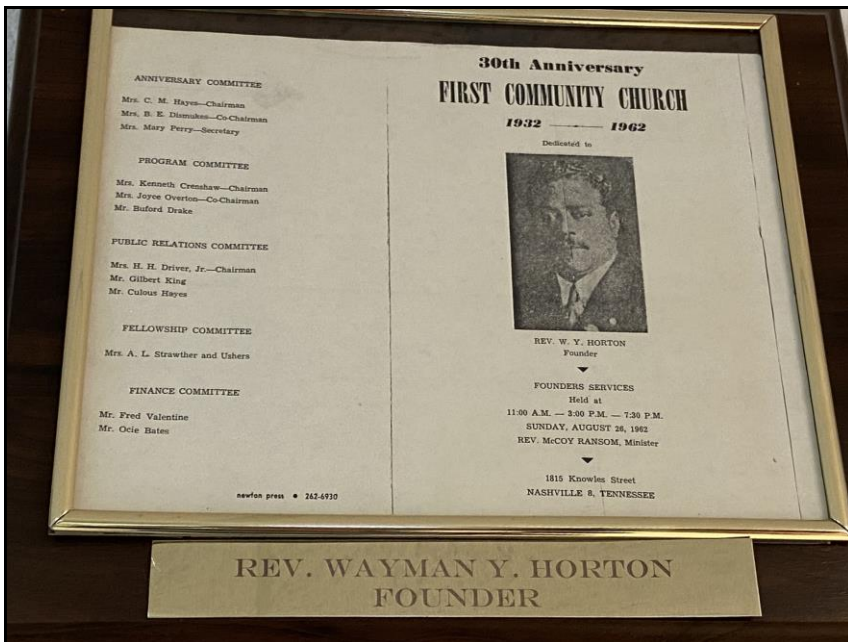 ANNIVERSARY COMMITTEE
Mrs. C. M. Hayes—Chairman
Mrs. B. E. Dismukes—Co-Chairman
Mrs. Mary Perry—Secretary
PROGRAM COMMITTEE
Mrs. Kenneth Crenshaw—Chairman
Mrs. Joyce Overton—Co-Chairman
Mr. Buford Drake
PUBLIC RELATIONS COMMITTEE
Mrs. H. H. Driver, Jr.—Chairman
Mr. Gilbert King
Mr. Culous Hayes
FELLOWSHIP COMMITTEE
Mrs. A. L. Strawther and Ushers
FINANCE COMMITTEE
Mr. Fred Valentine
Mr. Ocie Bates
newton press • 262-6930
30th Anniversary
FIRST COMMUNITY CHURCH
1932 — 1962
Dedicated to
REV. W. Y. HORTON
Founder
FOUNDERS SERVICES
Held at
11:00 A.M. — 3:00 P.M. — 7:30 P.M.
SUNDAY, AUGUST 26, 1962
REV. McCOY RANSOM, Minister
1815 Knowles Street
NASHVILLE 8, TENNESSEE
REV. WAYMAN Y. HORTON
FOUNDER